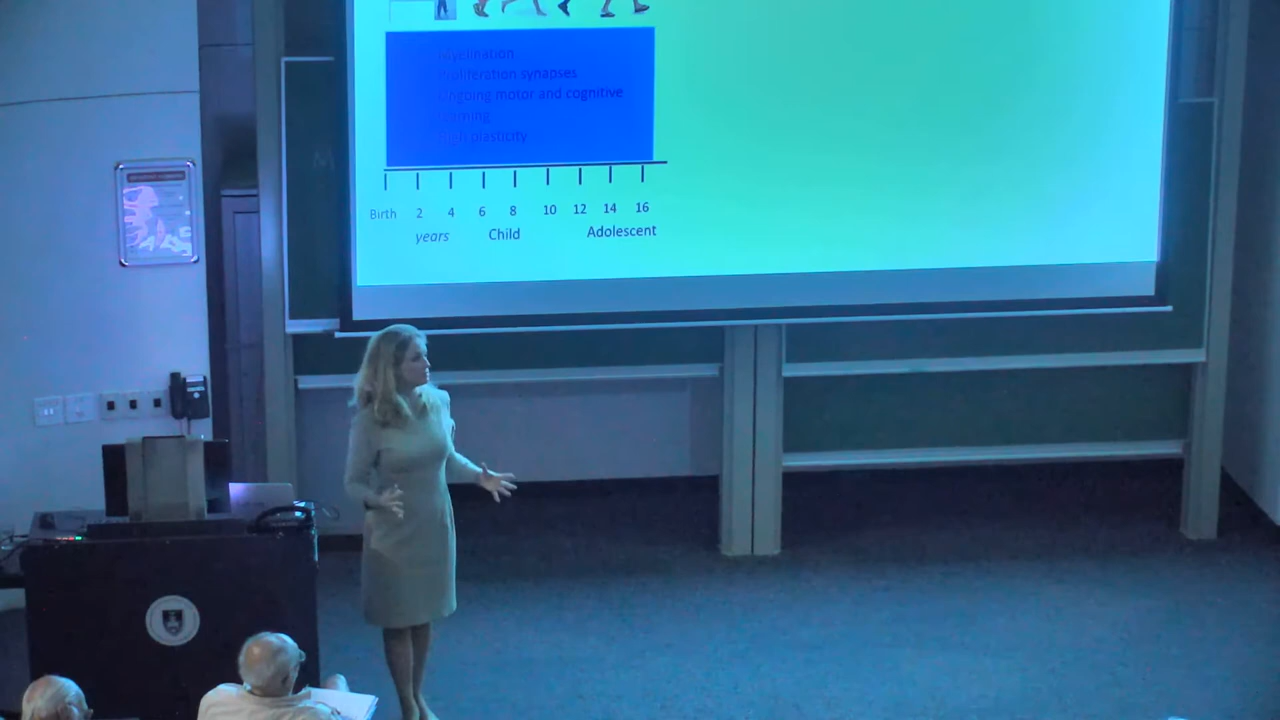 Myelination
Proliferation synapses
Ongoing motor and cognitive
learning
High plasticity
Birth 2 4 6 8 10 12 14 16
years Child Adolescent